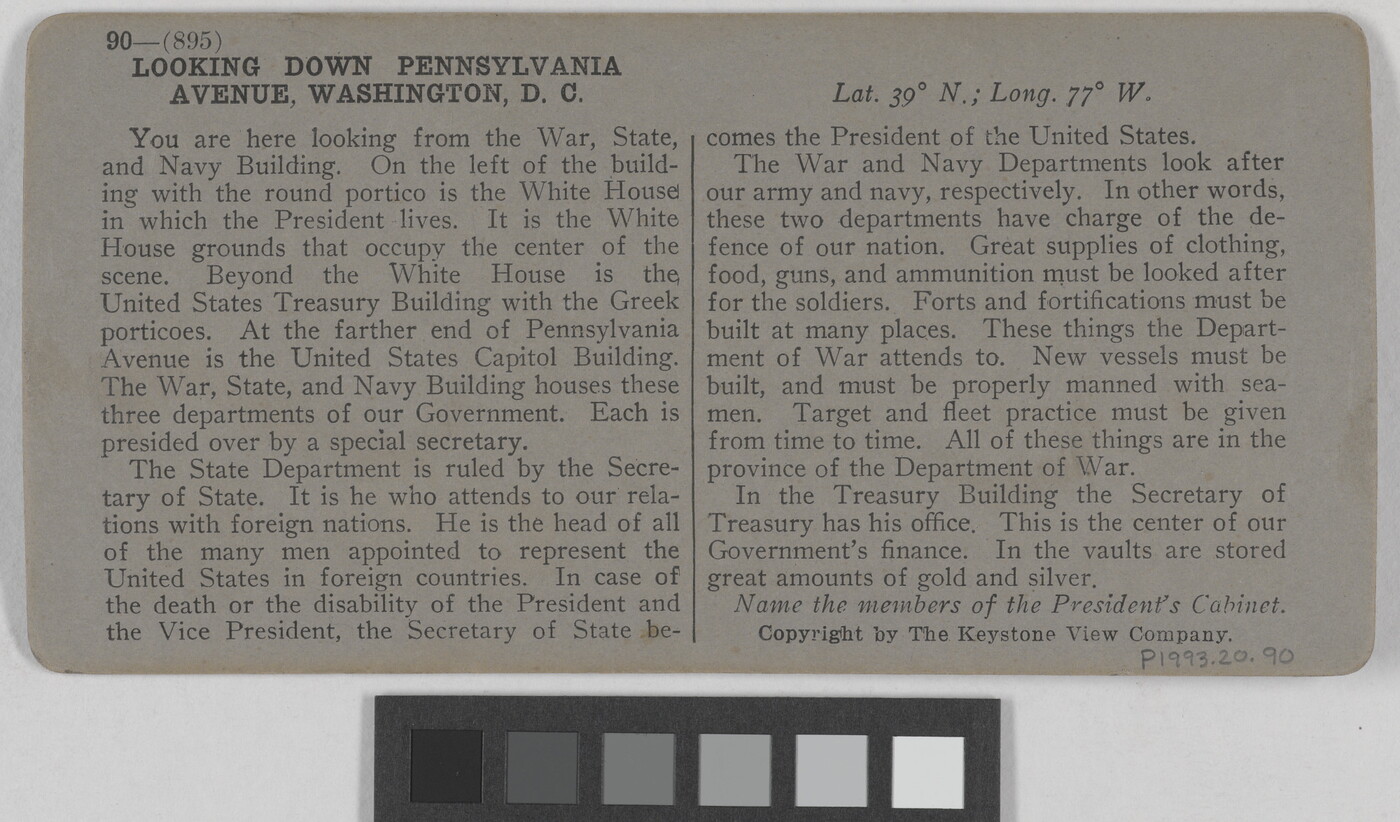 90—(895)
LOOKING DOWN PENNSYLVANIA
AVENUE, WASHINGTON, D. C.
Lat. 39° N.; Long. 77° W.
You are here looking from the War, State,
and Navy Building. On the left of the build-
ing with the round portico is the White House
in which the President lives. It is the White
House grounds that occupy the center of the
scene. Beyond the White House is the
United States Treasury Building with the Greek
porticoes. At the farther end of Pennsylvania
Avenue is the United States Capitol Building.
The War, State, and Navy Building houses these
three departments of our Government. Each is
presided over by a special secretary.
The State Department is ruled by the Secre-
tary of State. It is he who attends to our rela-
tions with foreign nations. He is the head of all
of the many men appointed to represent the
United States in foreign countries. In case of
the death or the disability of the President and
the Vice President, the Secretary of State be-
comes the President of the United States.
The War and Navy Departments look after
our army and navy, respectively. In other words,
these two departments have charge of the de-
fence of our nation. Great supplies of clothing,
food, guns, and ammunition must be looked after
for the soldiers. Forts and fortifications must be
built at many places. These things the Depart-
ment of War attends to. New vessels must be
built, and must be properly manned with sea-
men. Target and fleet practice must be given
from time to time. All of these things are in the
province of the Department of War.
In the Treasury Building the Secretary of
Treasury has his office. This is the center of our
Government's finance. In the vaults are stored
great amounts of gold and silver.
Name the members of the President's Cabinet.
Copyright by The Keystone View Company.
P1993.20.90